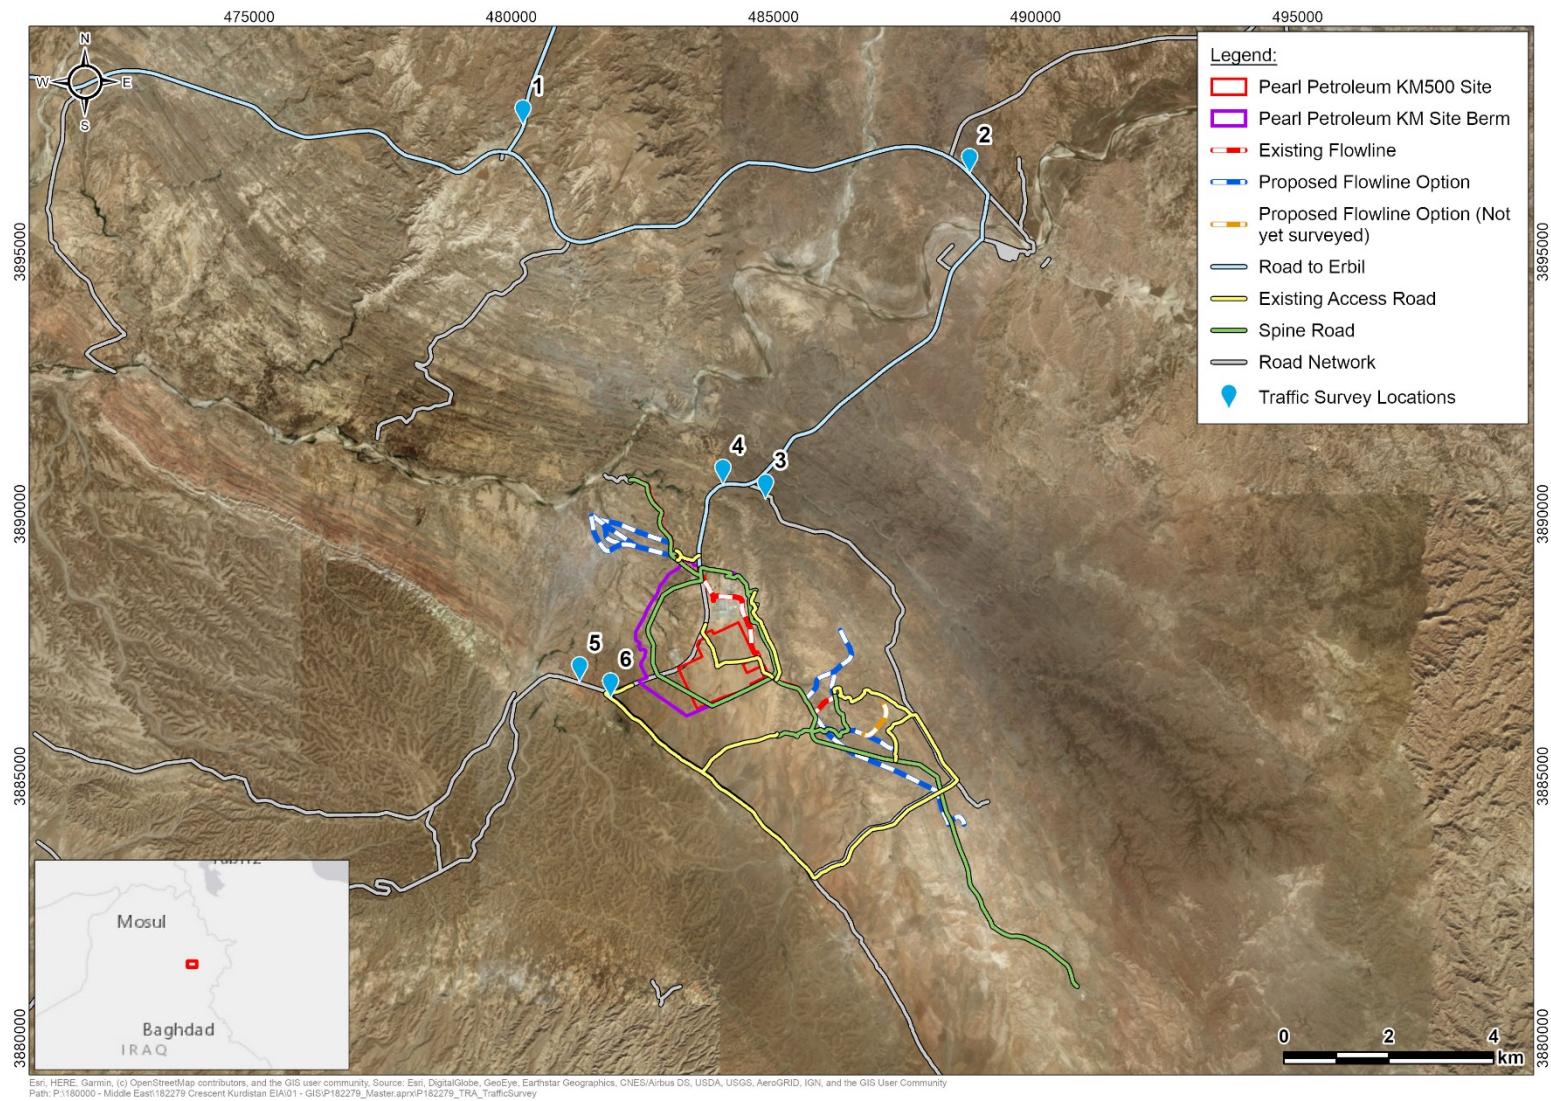 475000
480000
485000
490000
495000
N
W
E
S
1
2
Legend:
Pearl Petroleum KM500 Site
Pearl Petroleum KM Site Berm
Existing Flowline
Proposed Flowline Option
Proposed Flowline Option (Not
yet surveyed)
Road to Erbil
Existing Access Road
Spine Road
Road Network
Traffic Survey Locations
3895000
3895000
4
3
3890000
3890000
5
6
3885000
3885000
Mosul
Baghdad
IRAQ
3880000
3880000
0
2
4
km
Esri, HERE, Garmin, (c) OpenStreetMap contributors, and the GIS user community, Source: Esri, DigitalGlobe, GeoEye, Earthstar Geographics, CNES/Airbus DS, USDA, USGS, AeroGRID, IGN, and the GIS User Community
Path: P:\180000 - Middle East\182279 Crescent Kurdistan EIA\01 - GIS\P182279_Master.aprx\P182279_TRA_TrafficSurvey